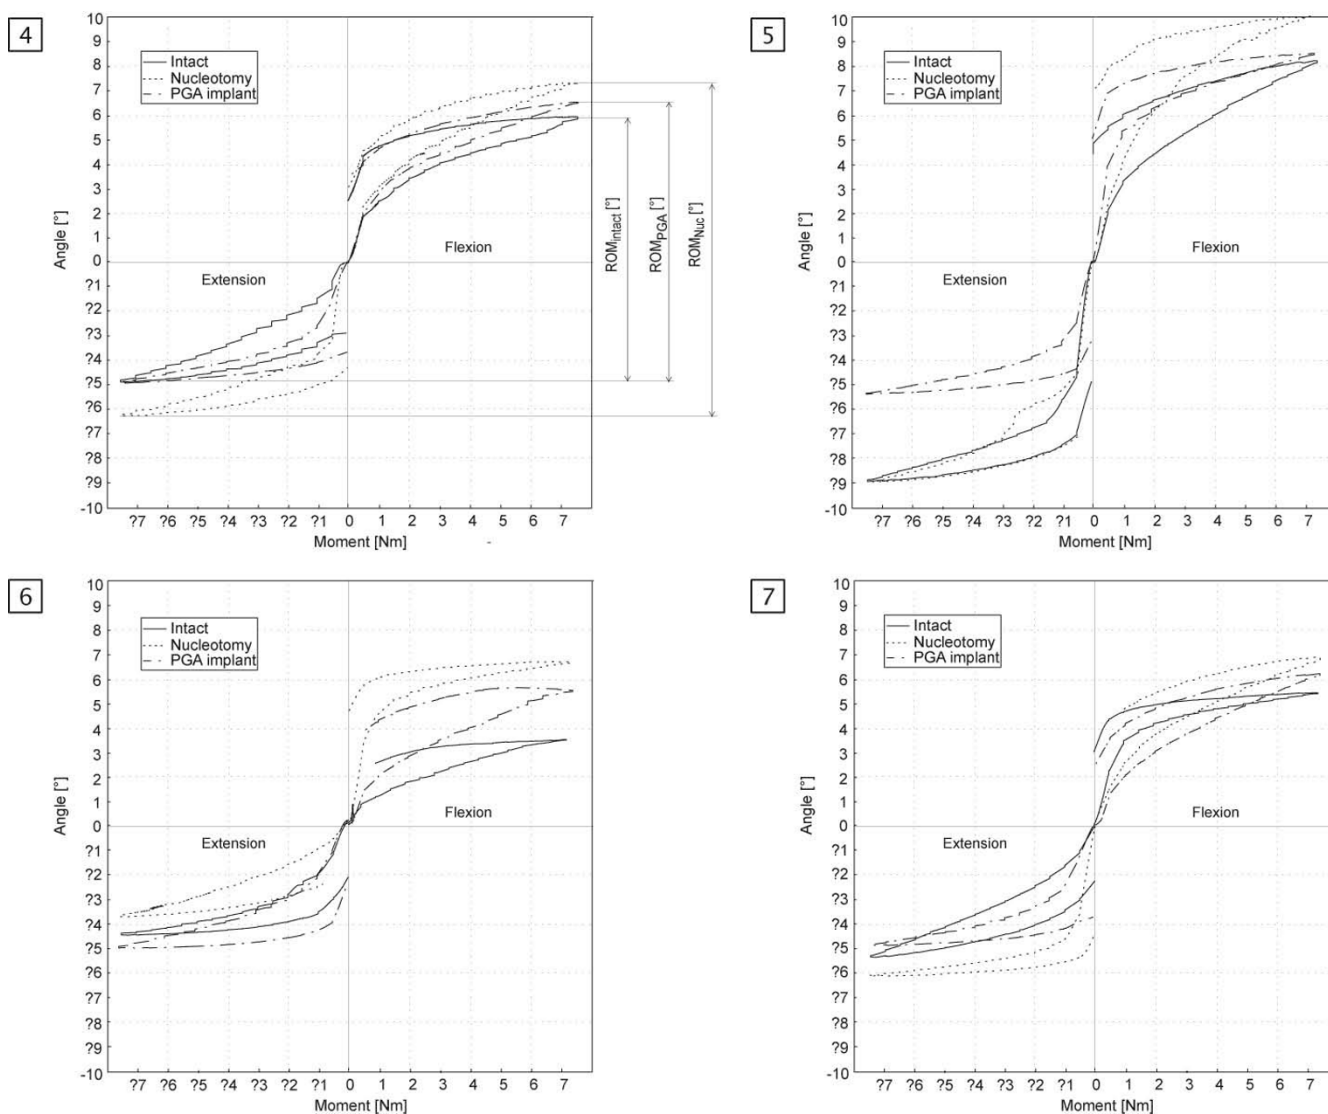 4
10
9
8
7
6
5
4
3
2
1
0
?1
?2
?3
?4
?5
?6
?7
?8
?9
-10
Angle [°]
Intact
Nucleotomy
PGA implant
Flexion
Extension
ROMIntact [°]
ROMPGA [°]
ROMNuc [°]
?7 ?6 ?5 ?4 ?3 ?2 ?1 0 1 2 3 4 5 6 7
Moment [Nm]
5
10
9
8
7
6
5
4
3
2
1
0
?1
?2
?3
?4
?5
?6
?7
?8
?9
-10
Angle [°]
Intact
Nucleotomy
PGA implant
Flexion
Extension
?7 ?6 ?5 ?4 ?3 ?2 ?1 0 1 2 3 4 5 6 7
Moment [Nm]
6
10
9
8
7
6
5
4
3
2
1
0
?1
?2
?3
?4
?5
?6
?7
?8
?9
-10
Angle [°]
Intact
Nucleotomy
PGA implant
Flexion
Extension
?7 ?6 ?5 ?4 ?3 ?2 ?1 0 1 2 3 4 5 6 7
Moment [Nm]
7
10
9
8
7
6
5
4
3
2
1
0
?1
?2
?3
?4
?5
?6
?7
?8
?9
-10
Angle [°]
Intact
Nucleotomy
PGA implant
Flexion
Extension
?7 ?6 ?5 ?4 ?3 ?2 ?1 0 1 2 3 4 5 6 7
Moment [Nm]